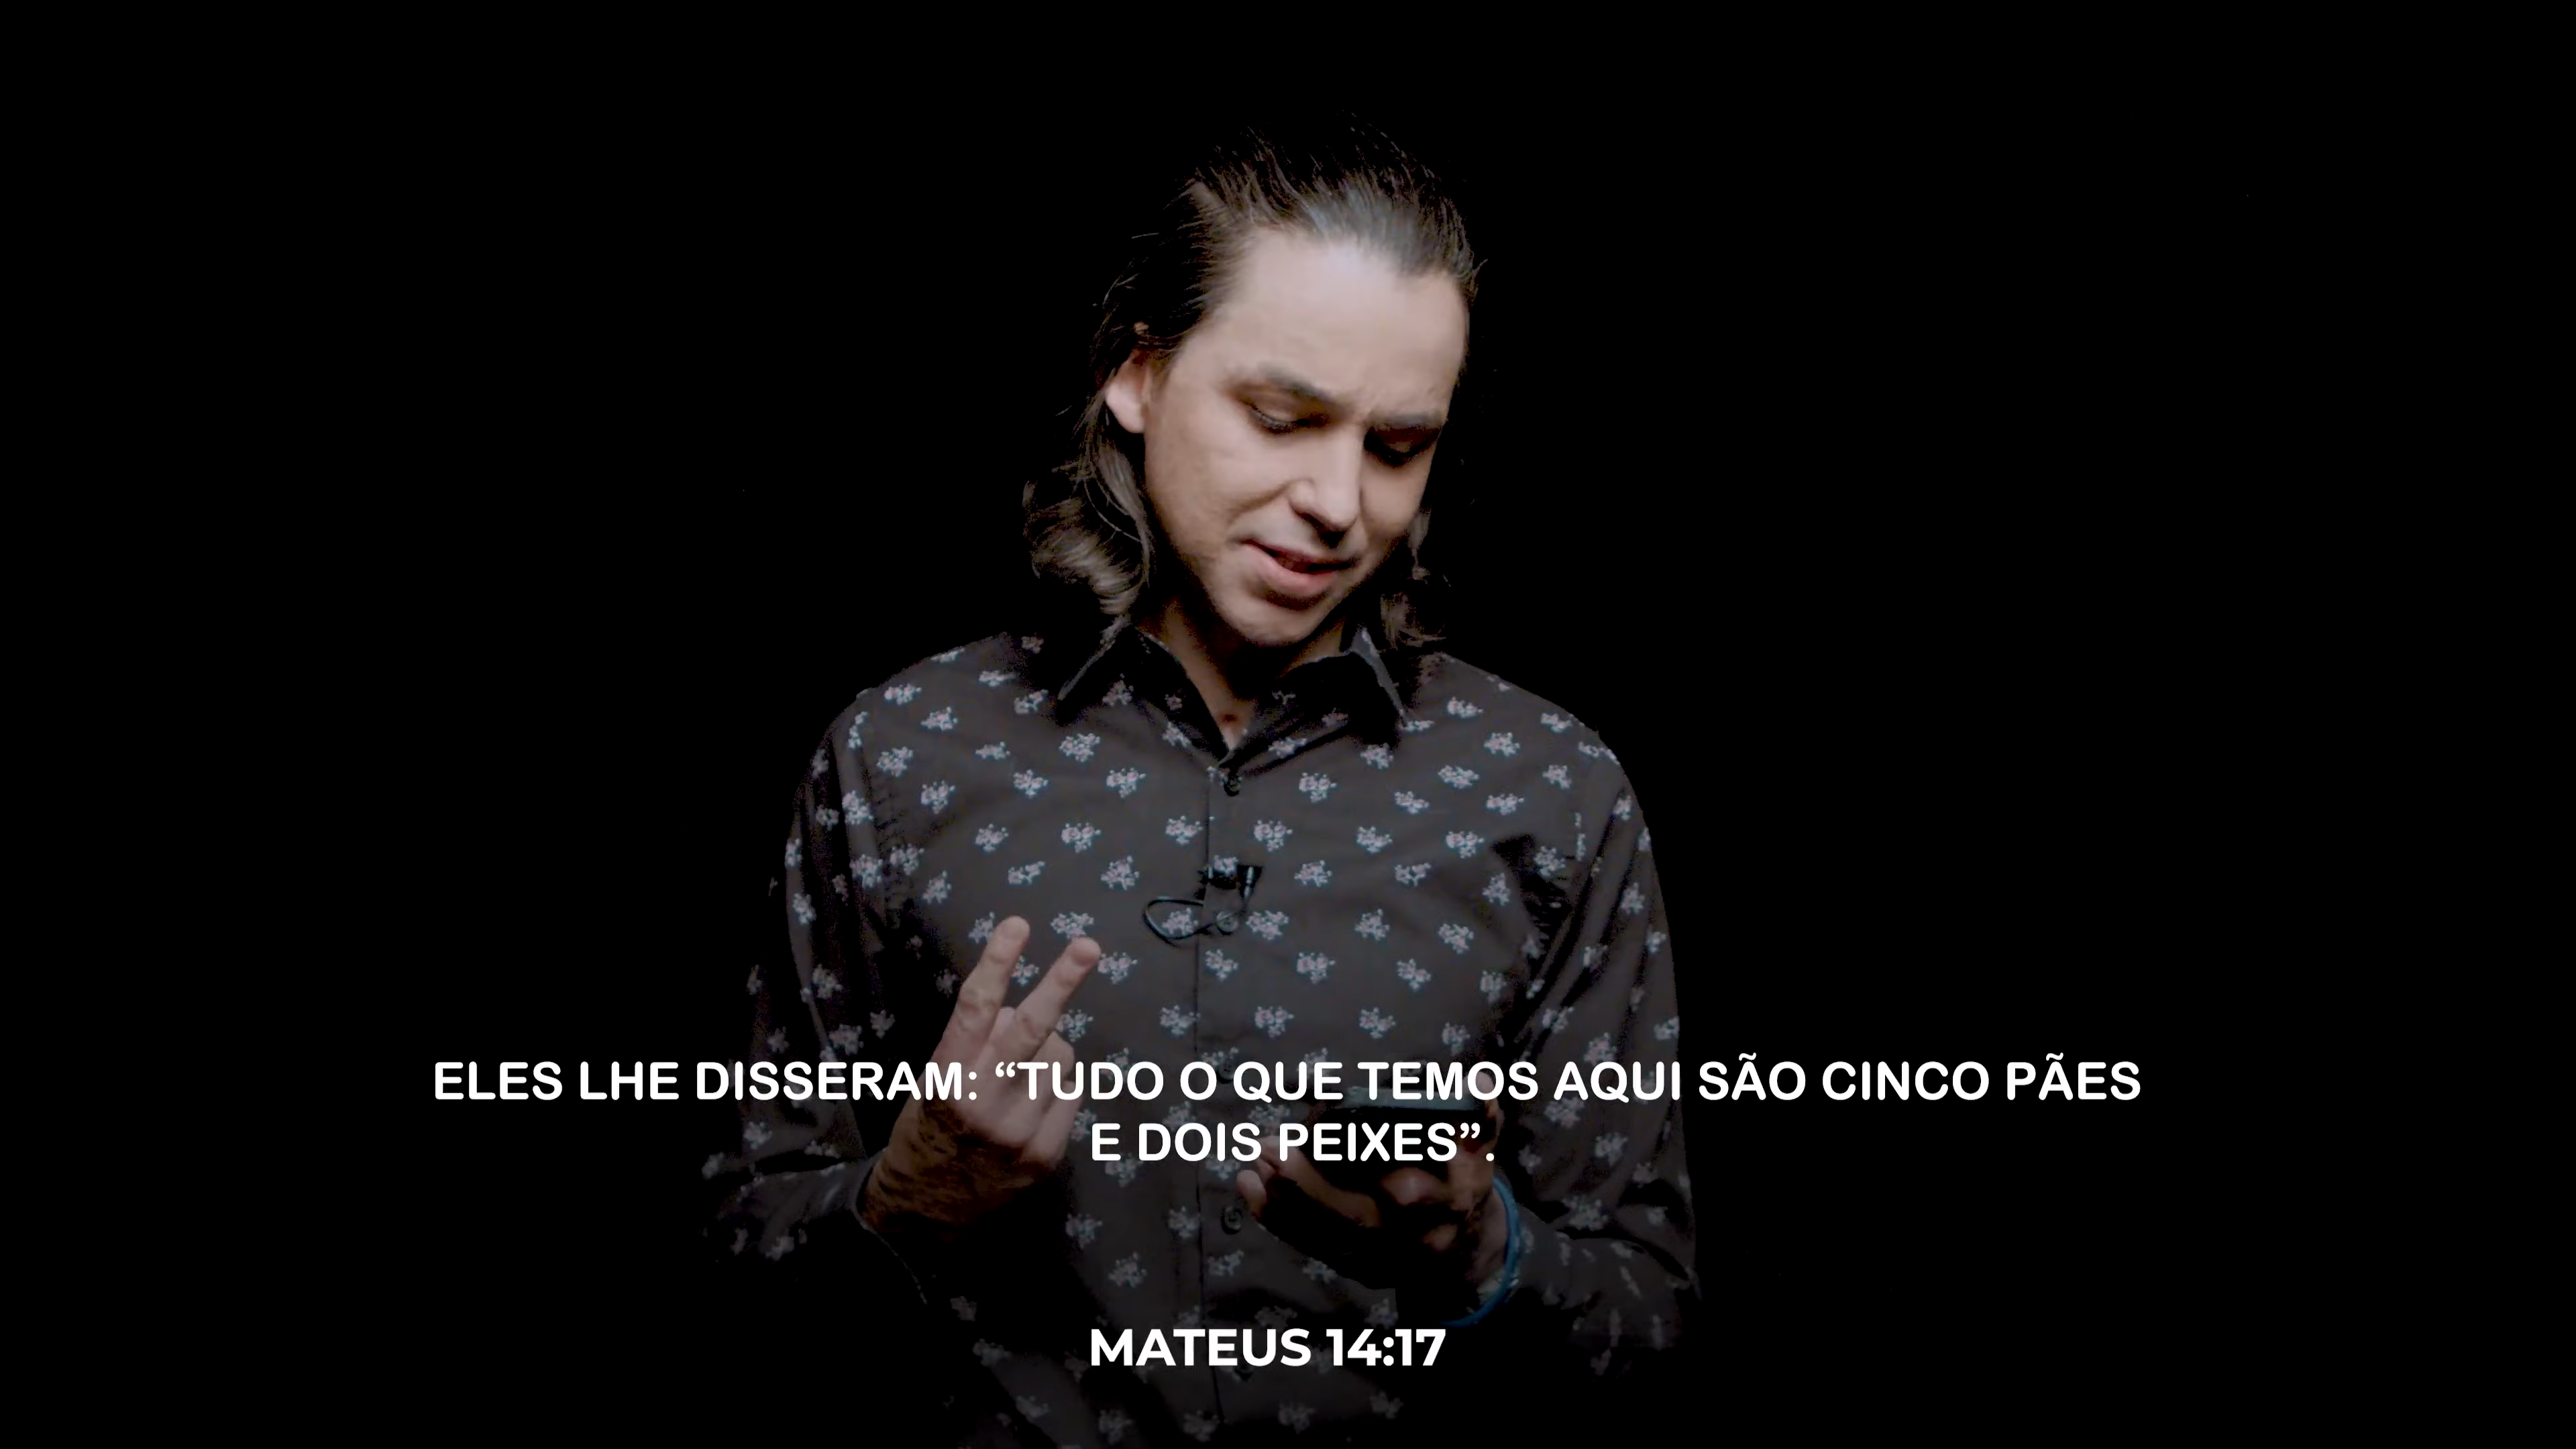 ELES LHE DISSERAM: “TUDO O QUE TEMOS AQUI SÃO CINCO PÃES
E DOIS PEIXES”.
MATEUS 14:17